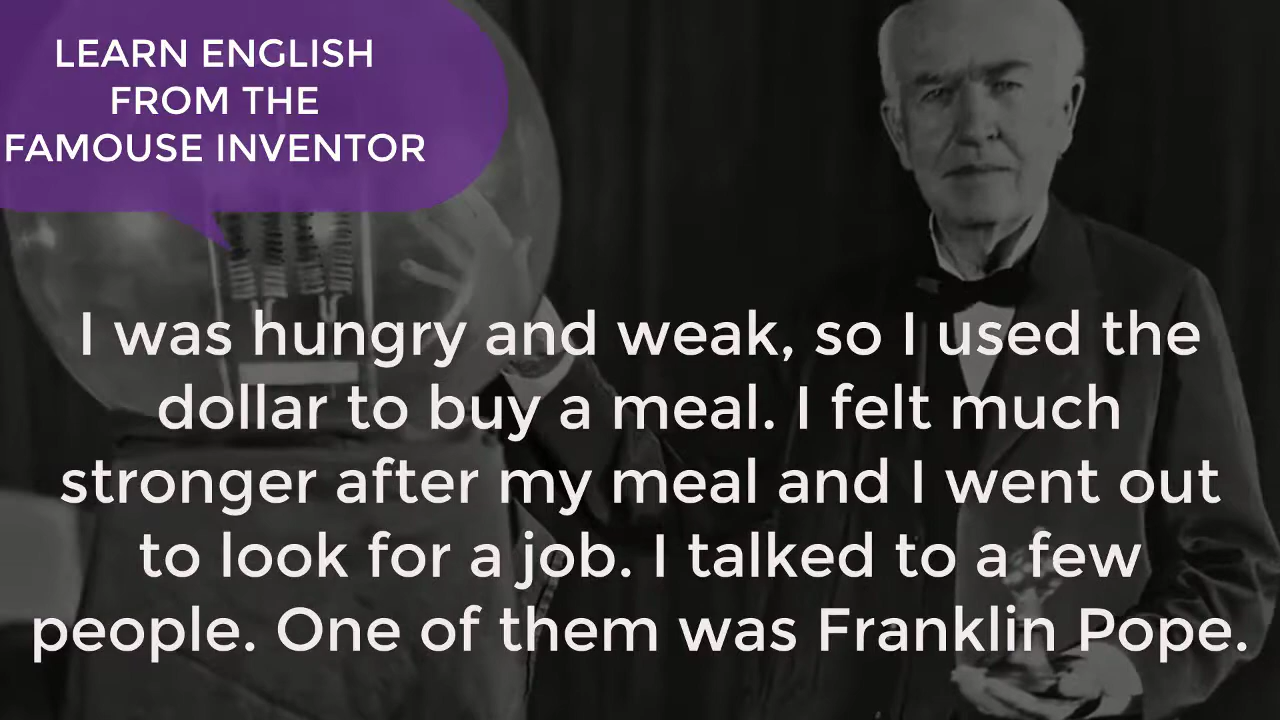 LEARN ENGLISH
FROM THE
FAMOUSE INVENTOR
I was hungry and weak, so I used the
dollar to buy a meal. I felt much
stronger after my meal and I went out
to look for a job. I talked to a few
people. One of them was Franklin Pope.